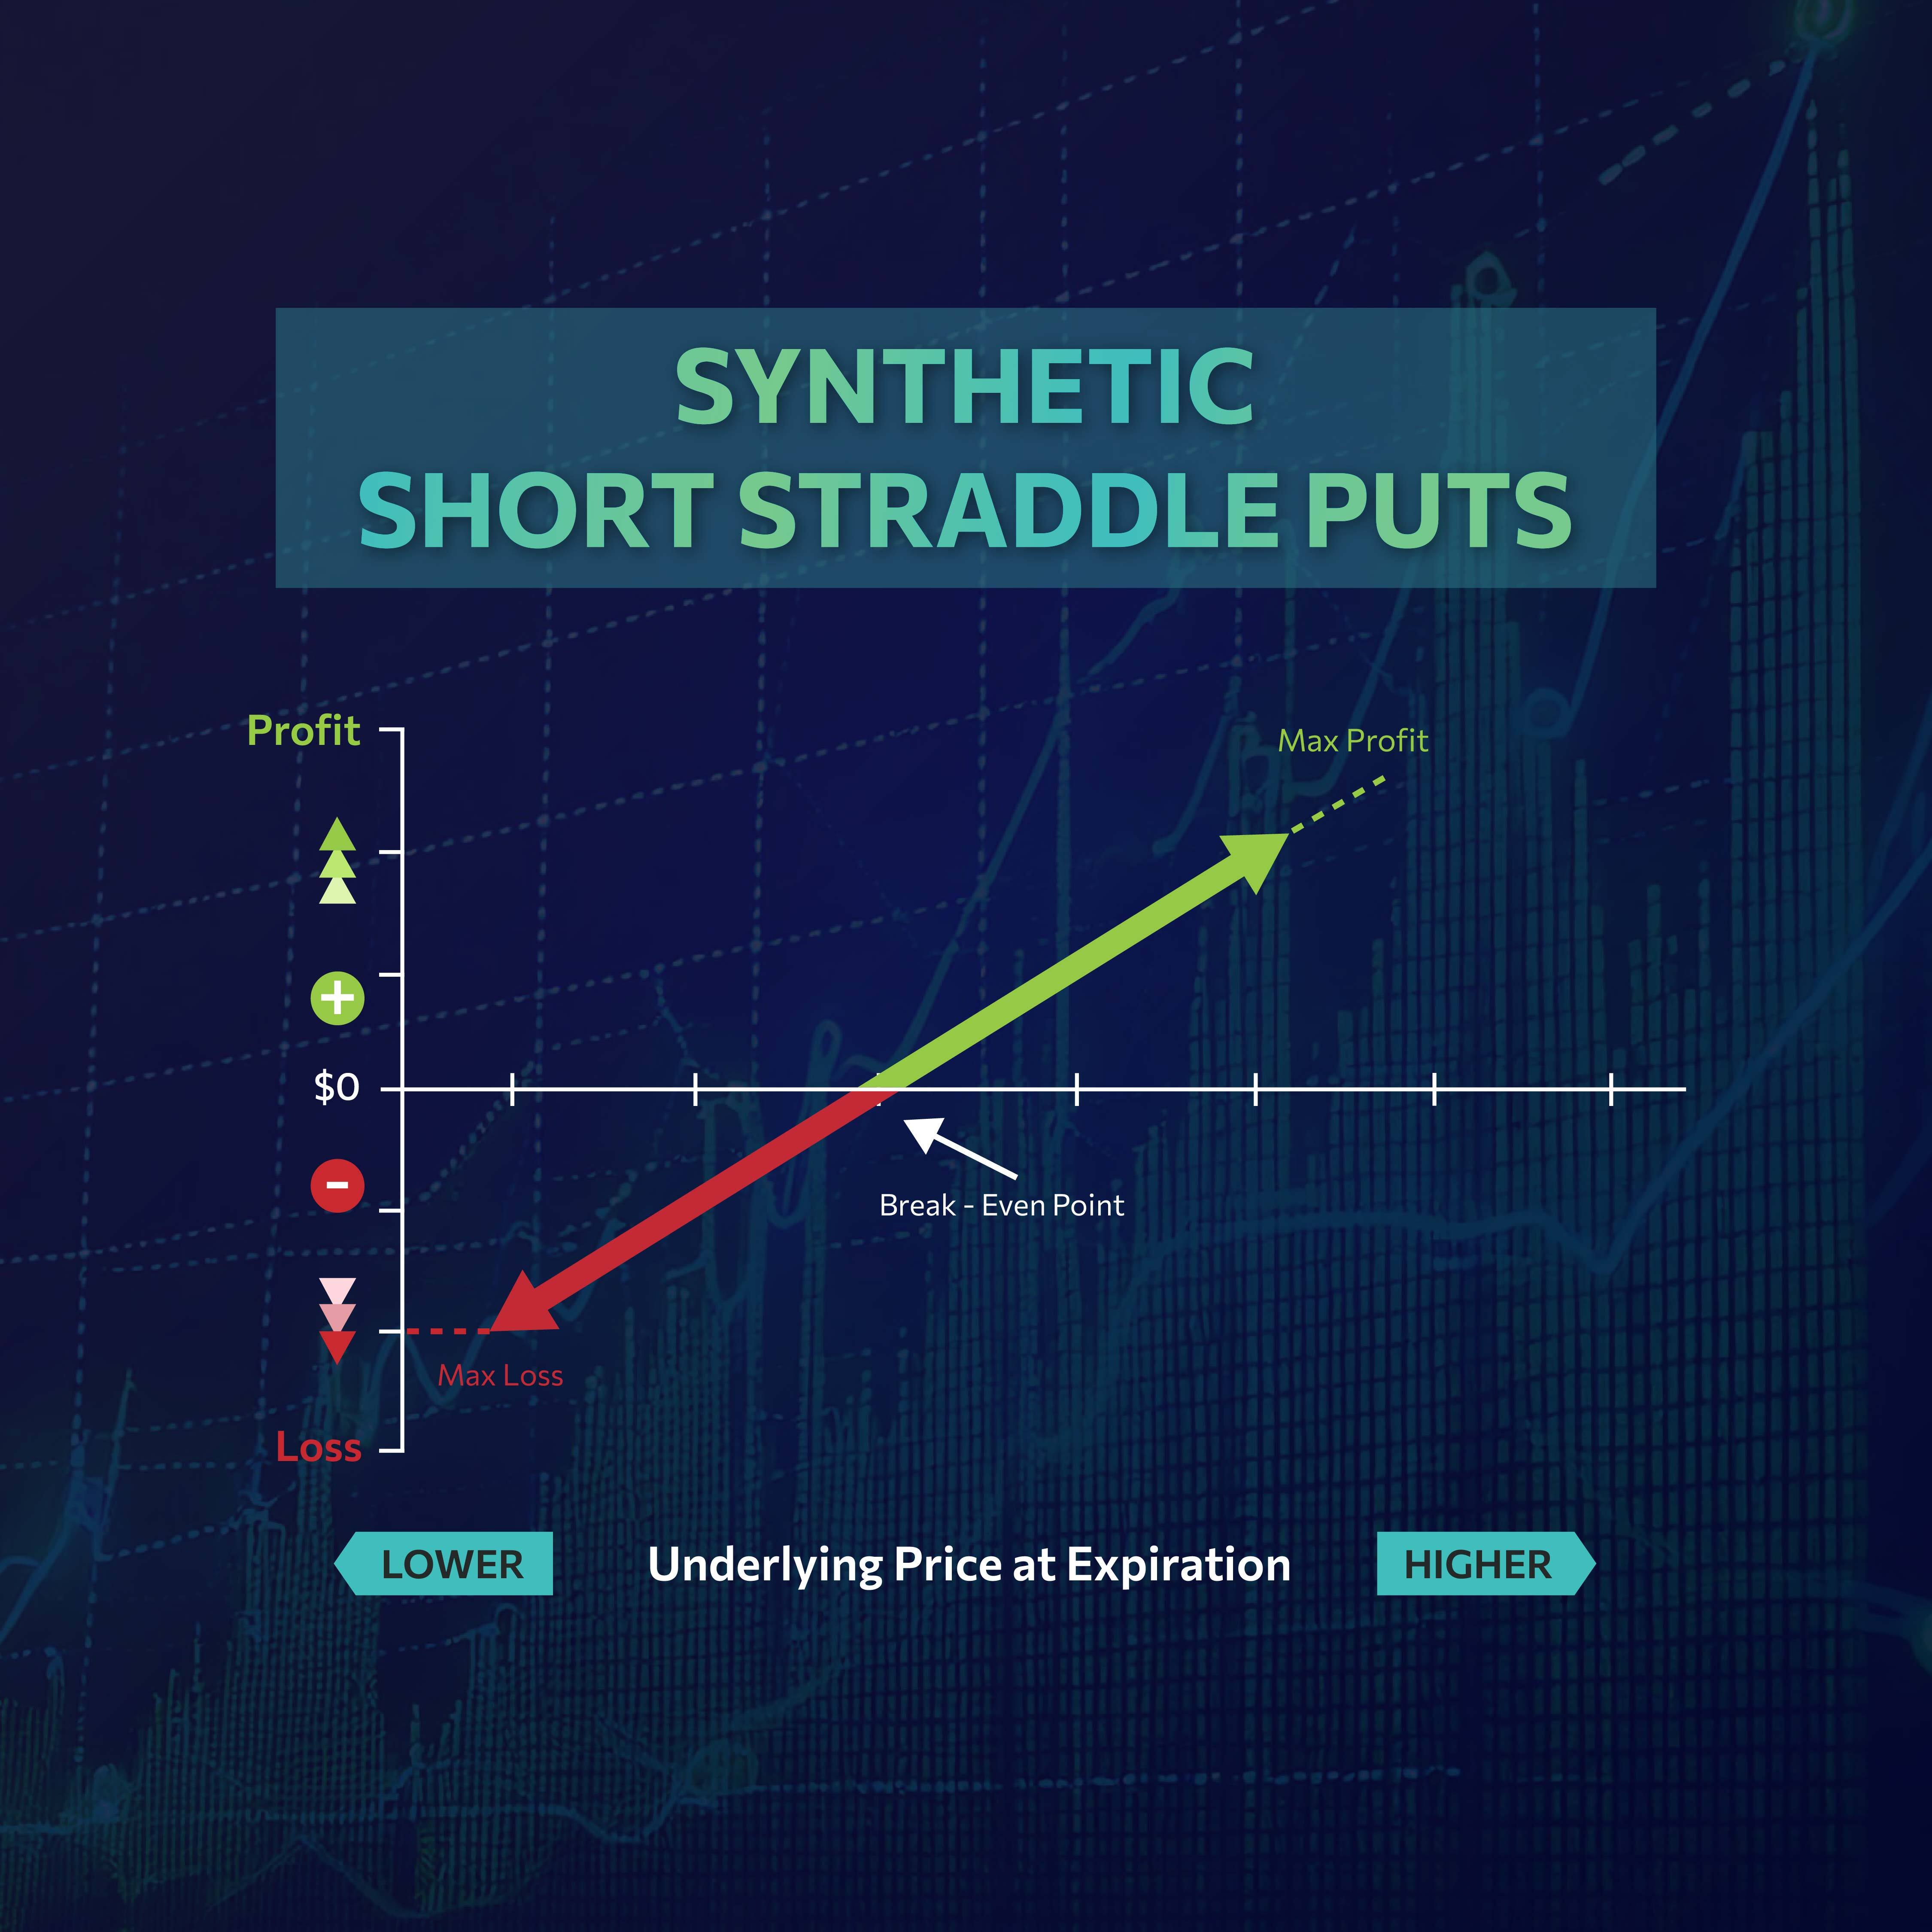 SYNTHETIC
SHORT STRADDLE PUTS
Profit
Max Profit
+
$0
-
Break - Even Point
Max Loss
Loss
LOWER
Underlying Price at Expiration
HIGHER